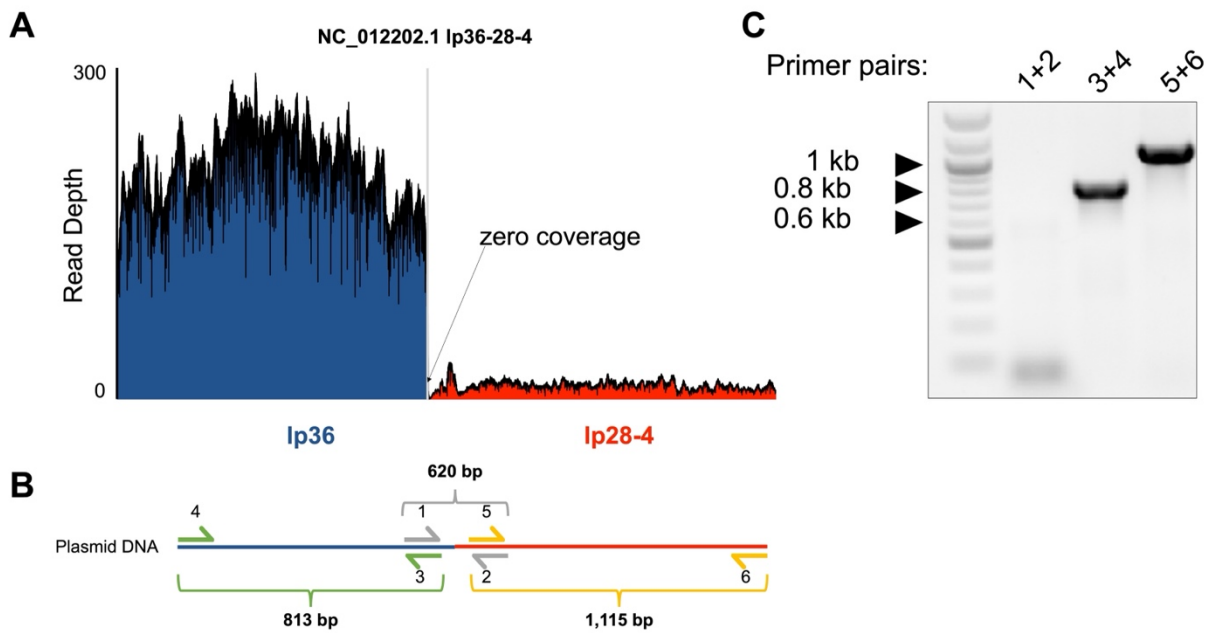 A
NC_012202.1 lp36-28-4
300
Read Depth
0
zero coverage
lp36
lp28-4
B
620 bp
4
1
5
Plasmid DNA
3
2
6
813 bp
1,115 bp
C
Primer pairs:
1+2
3+4
5+6
1 kb
0.8 kb
0.6 kb